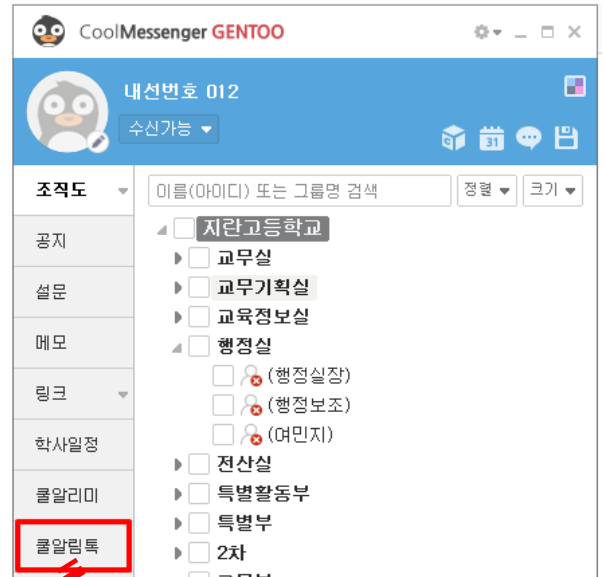 CoolMessenger GENTOO
내선번호 012
수신가능
31
조직도
이름(아이디) 또는 그룹명 검색
정렬
크기
공지
설문
메모
링크
학사일정
쿨알리미
쿨알림톡
지란고등학교
교무실
교무기획실
교육정보실
행정실
(행정실장)
(행정보조)
(여민지)
전산실
특별활동부
특별부
2차